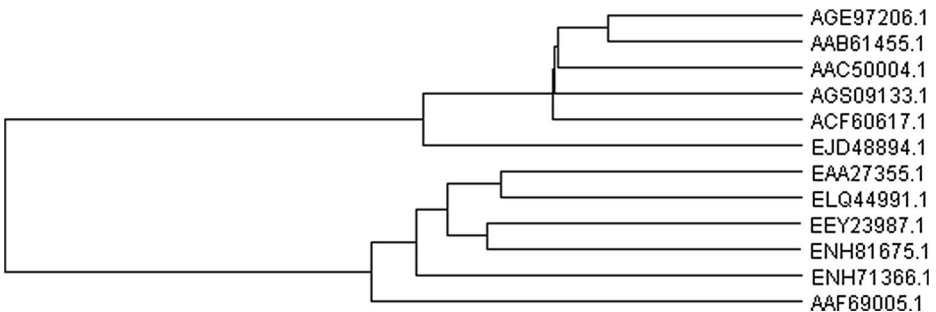 AGE97206.1
AAB61455.1
AAC50004.1
AGS09133.1
ACF60617.1
EJD48894.1
EAA27355.1
ELQ44991.1
EEY23987.1
ENH81675.1
ENH71366.1
AAF69005.1